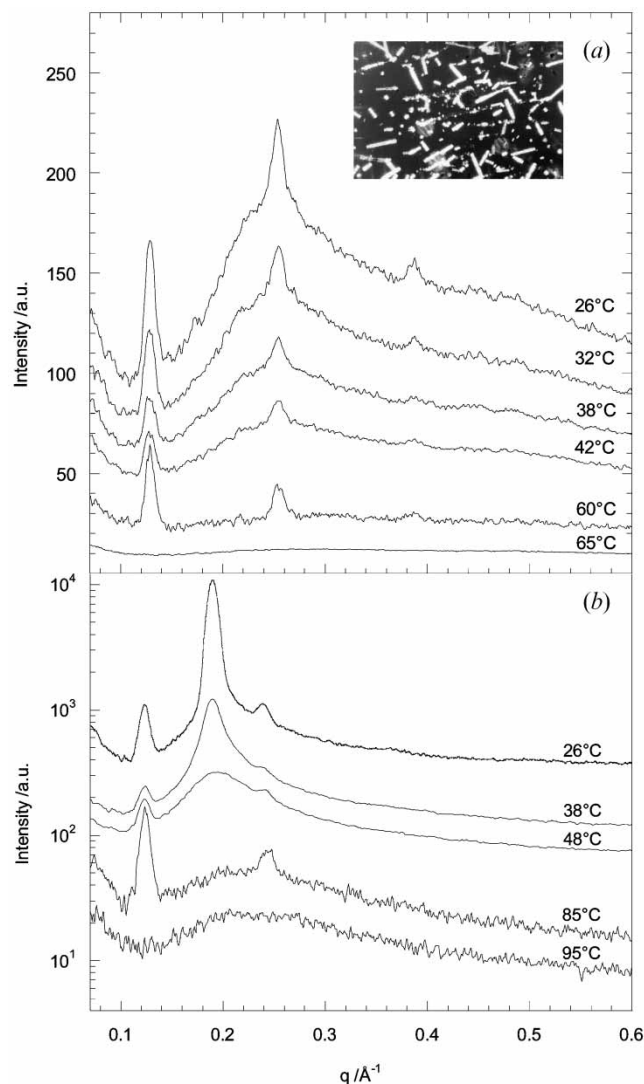 (a)
250
200
150
100
50
Intensity /a.u.
26°C
32°C
38°C
42°C
60°C
65°C
(b)
10⁴
10³
10²
10¹
Intensity /a.u.
26°C
38°C
48°C
85°C
95°C
0.1 0.2 0.3 0.4 0.5 0.6
q /Å⁻¹